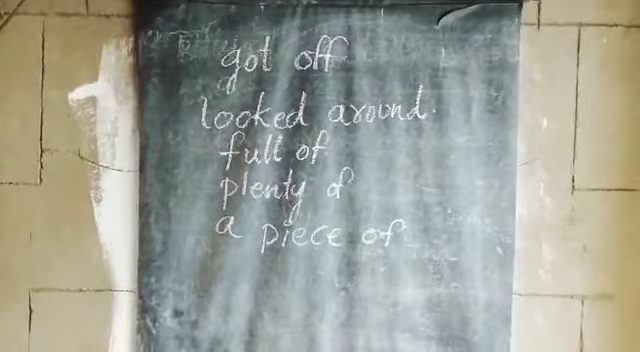 got off
looked around.
full of
plenty of
a piece of